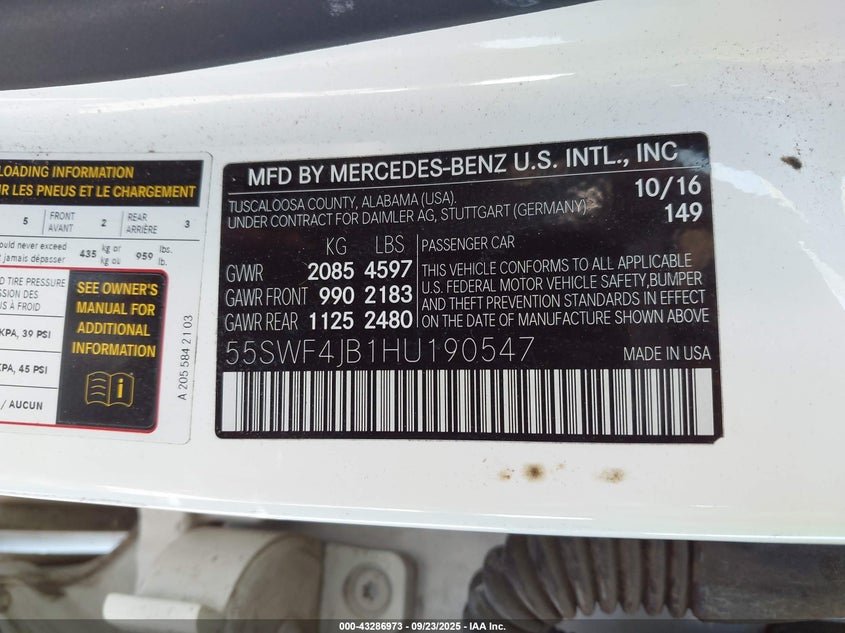 LOADING INFORMATION
UR LES PNEUS ET LE CHARGEMENT
5 FRONT AVANT 2 REAR ARRIÈRE 3
ould never exceed 435 kg or 959 lbs.
t jamais dépasser kg ou lb.
D TIRE PRESSURE
SION DES
S À FROID
KPA, 39 PSI
KPA, 45 PSI
/ AUCUN
SEE OWNER'S
MANUAL FOR
ADDITIONAL
INFORMATION
A 205 584 21 03
MFD BY MERCEDES-BENZ U.S. INTL., INC
TUSCALOOSA COUNTY, ALABAMA (USA). 10/16
UNDER CONTRACT FOR DAIMLER AG, STUTTGART (GERMANY) 149
KG LBS PASSENGER CAR
GVWR 2085 4597
GAWR FRONT 990 2183
GAWR REAR 1125 2480
THIS VEHICLE CONFORMS TO ALL APPLICABLE
U.S. FEDERAL MOTOR VEHICLE SAFETY, BUMPER
AND THEFT PREVENTION STANDARDS IN EFFECT
ON THE DATE OF MANUFACTURE SHOWN ABOVE
55SWF4JB1HU190547 MADE IN USA
000-43286973 - 09/23/2025 - IAA Inc.